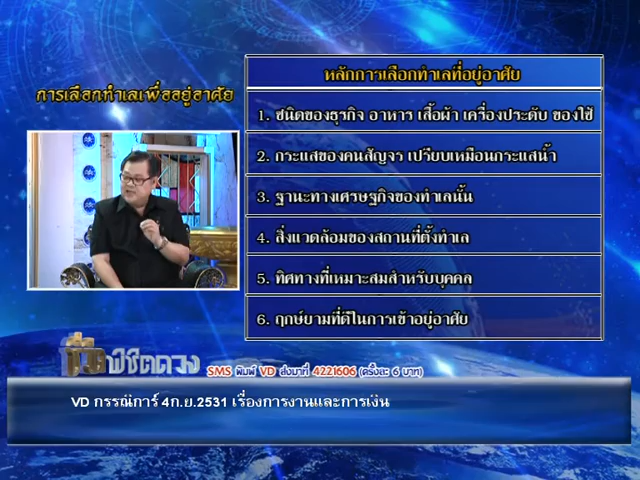 การเลือกทำเลเพื่ออยู่อาศัย
หลักการเลือกทำเลที่อยู่อาศัย
1. ชนิดของธุรกิจ อาหาร เสื้อผ้า เครื่องประดับ ของใช้
2. กระแสของคนสัญจร เปรียบเหมือนกระแสน้ำ
3. ฐานะทางเศรษฐกิจของทำเลนั้น
4. สิ่งแวดล้อมของสถานที่ตั้งทำเล
5. ทิศทางที่เหมาะสมสำหรับบุคคล
6. ฤกษ์ยามที่ดีในการเข้าอยู่อาศัย
พิชิตดวง
SMS พิมพ์ VD ส่งมาที่ 4221606 (ครั้งละ 6 บาท)
VD กรรณิการ์ 4ก.ย.2531 เรื่องการงานและการเงิน